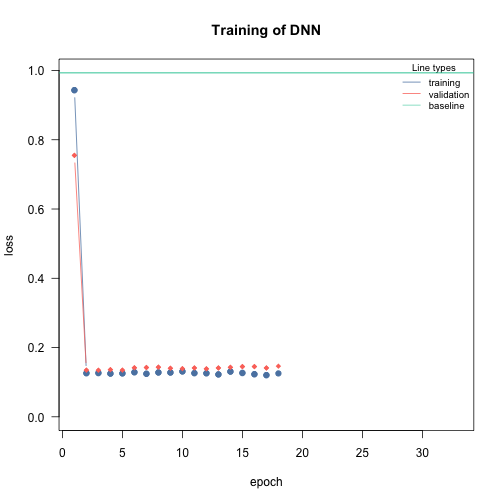 Training of DNN
Line types
training
validation
baseline
1.0
0.8
0.6
0.4
0.2
0.0
loss
0 5 10 15 20 25 30
epoch